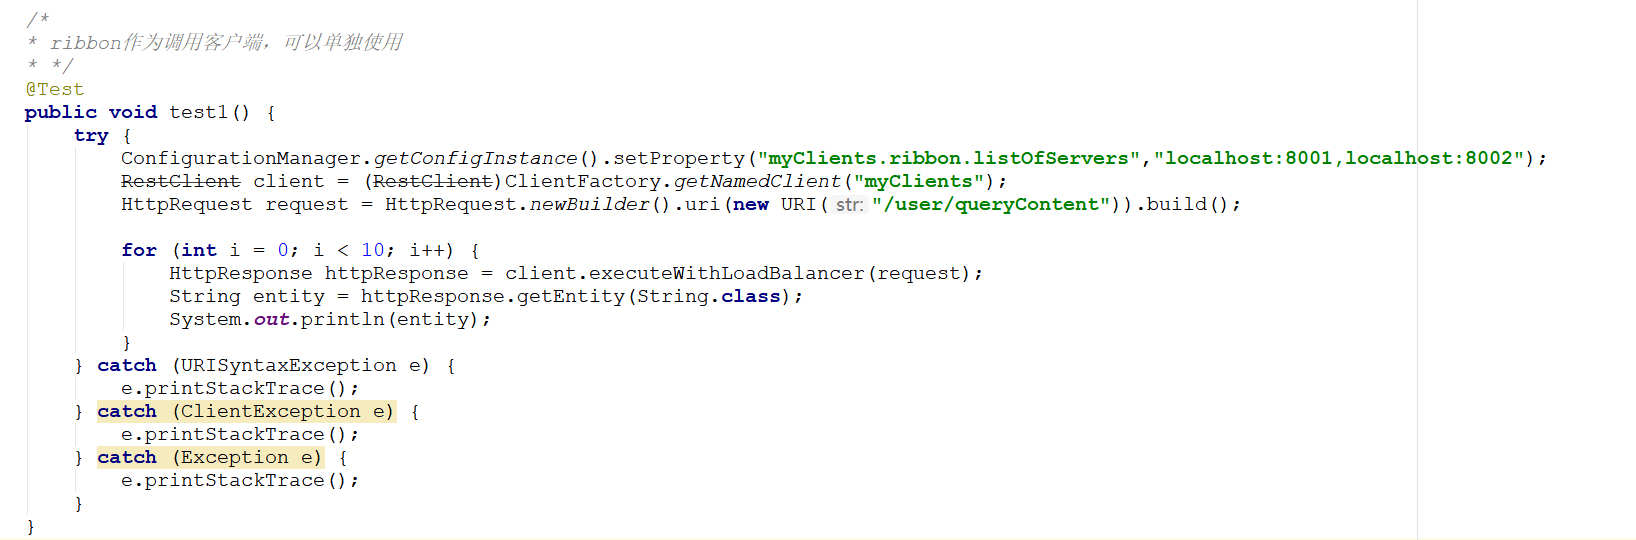 /*
* ribbon作为调用客户端，可以单独使用
* */
@Test
public void test1() {
    try {
        ConfigurationManager.getConfigInstance().setProperty("myClients.ribbon.listOfServers","localhost:8001,localhost:8002");
        RestClient client = (RestClient)ClientFactory.getNamedClient("myClients");
        HttpRequest request = HttpRequest.newBuilder().uri(new URI( str: "/user/queryContent")).build();

        for (int i = 0; i < 10; i++) {
            HttpResponse httpResponse = client.executeWithLoadBalancer(request);
            String entity = httpResponse.getEntity(String.class);
            System.out.println(entity);
        }
    } catch (URISyntaxException e) {
        e.printStackTrace();
    } catch (ClientException e) {
        e.printStackTrace();
    } catch (Exception e) {
        e.printStackTrace();
    }
}